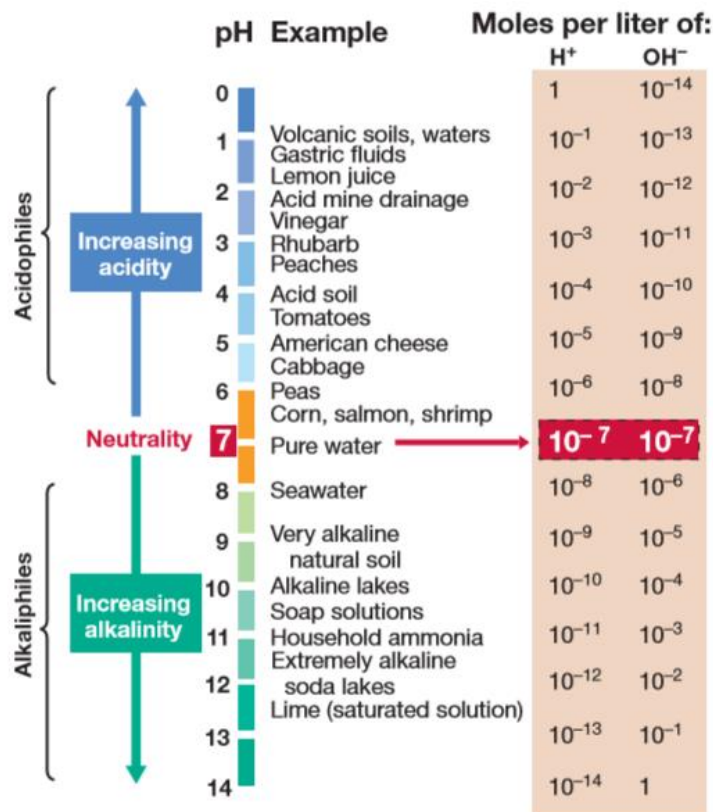 pH Example Moles per liter of:
H⁺ OH⁻
0 1 10⁻¹⁴
1 Volcanic soils, waters 10⁻¹ 10⁻¹³
Gastric fluids
Lemon juice
2 Acid mine drainage 10⁻² 10⁻¹²
Vinegar
3 Rhubarb 10⁻³ 10⁻¹¹
Peaches
4 Acid soil 10⁻⁴ 10⁻¹⁰
Tomatoes
5 American cheese 10⁻⁵ 10⁻⁹
Cabbage
6 Peas 10⁻⁶ 10⁻⁸
Corn, salmon, shrimp
Neutrality 7 Pure water 10⁻⁷ 10⁻⁷
8 Seawater 10⁻⁸ 10⁻⁶
9 Very alkaline 10⁻⁹ 10⁻⁵
natural soil
10 Alkaline lakes 10⁻¹⁰ 10⁻⁴
Soap solutions
11 Household ammonia 10⁻¹¹ 10⁻³
Extremely alkaline
12 soda lakes 10⁻¹² 10⁻²
Lime (saturated solution)
13 10⁻¹³ 10⁻¹
14 10⁻¹⁴ 1
Acidophiles
Increasing
acidity
Alkaliphiles
Increasing
alkalinity